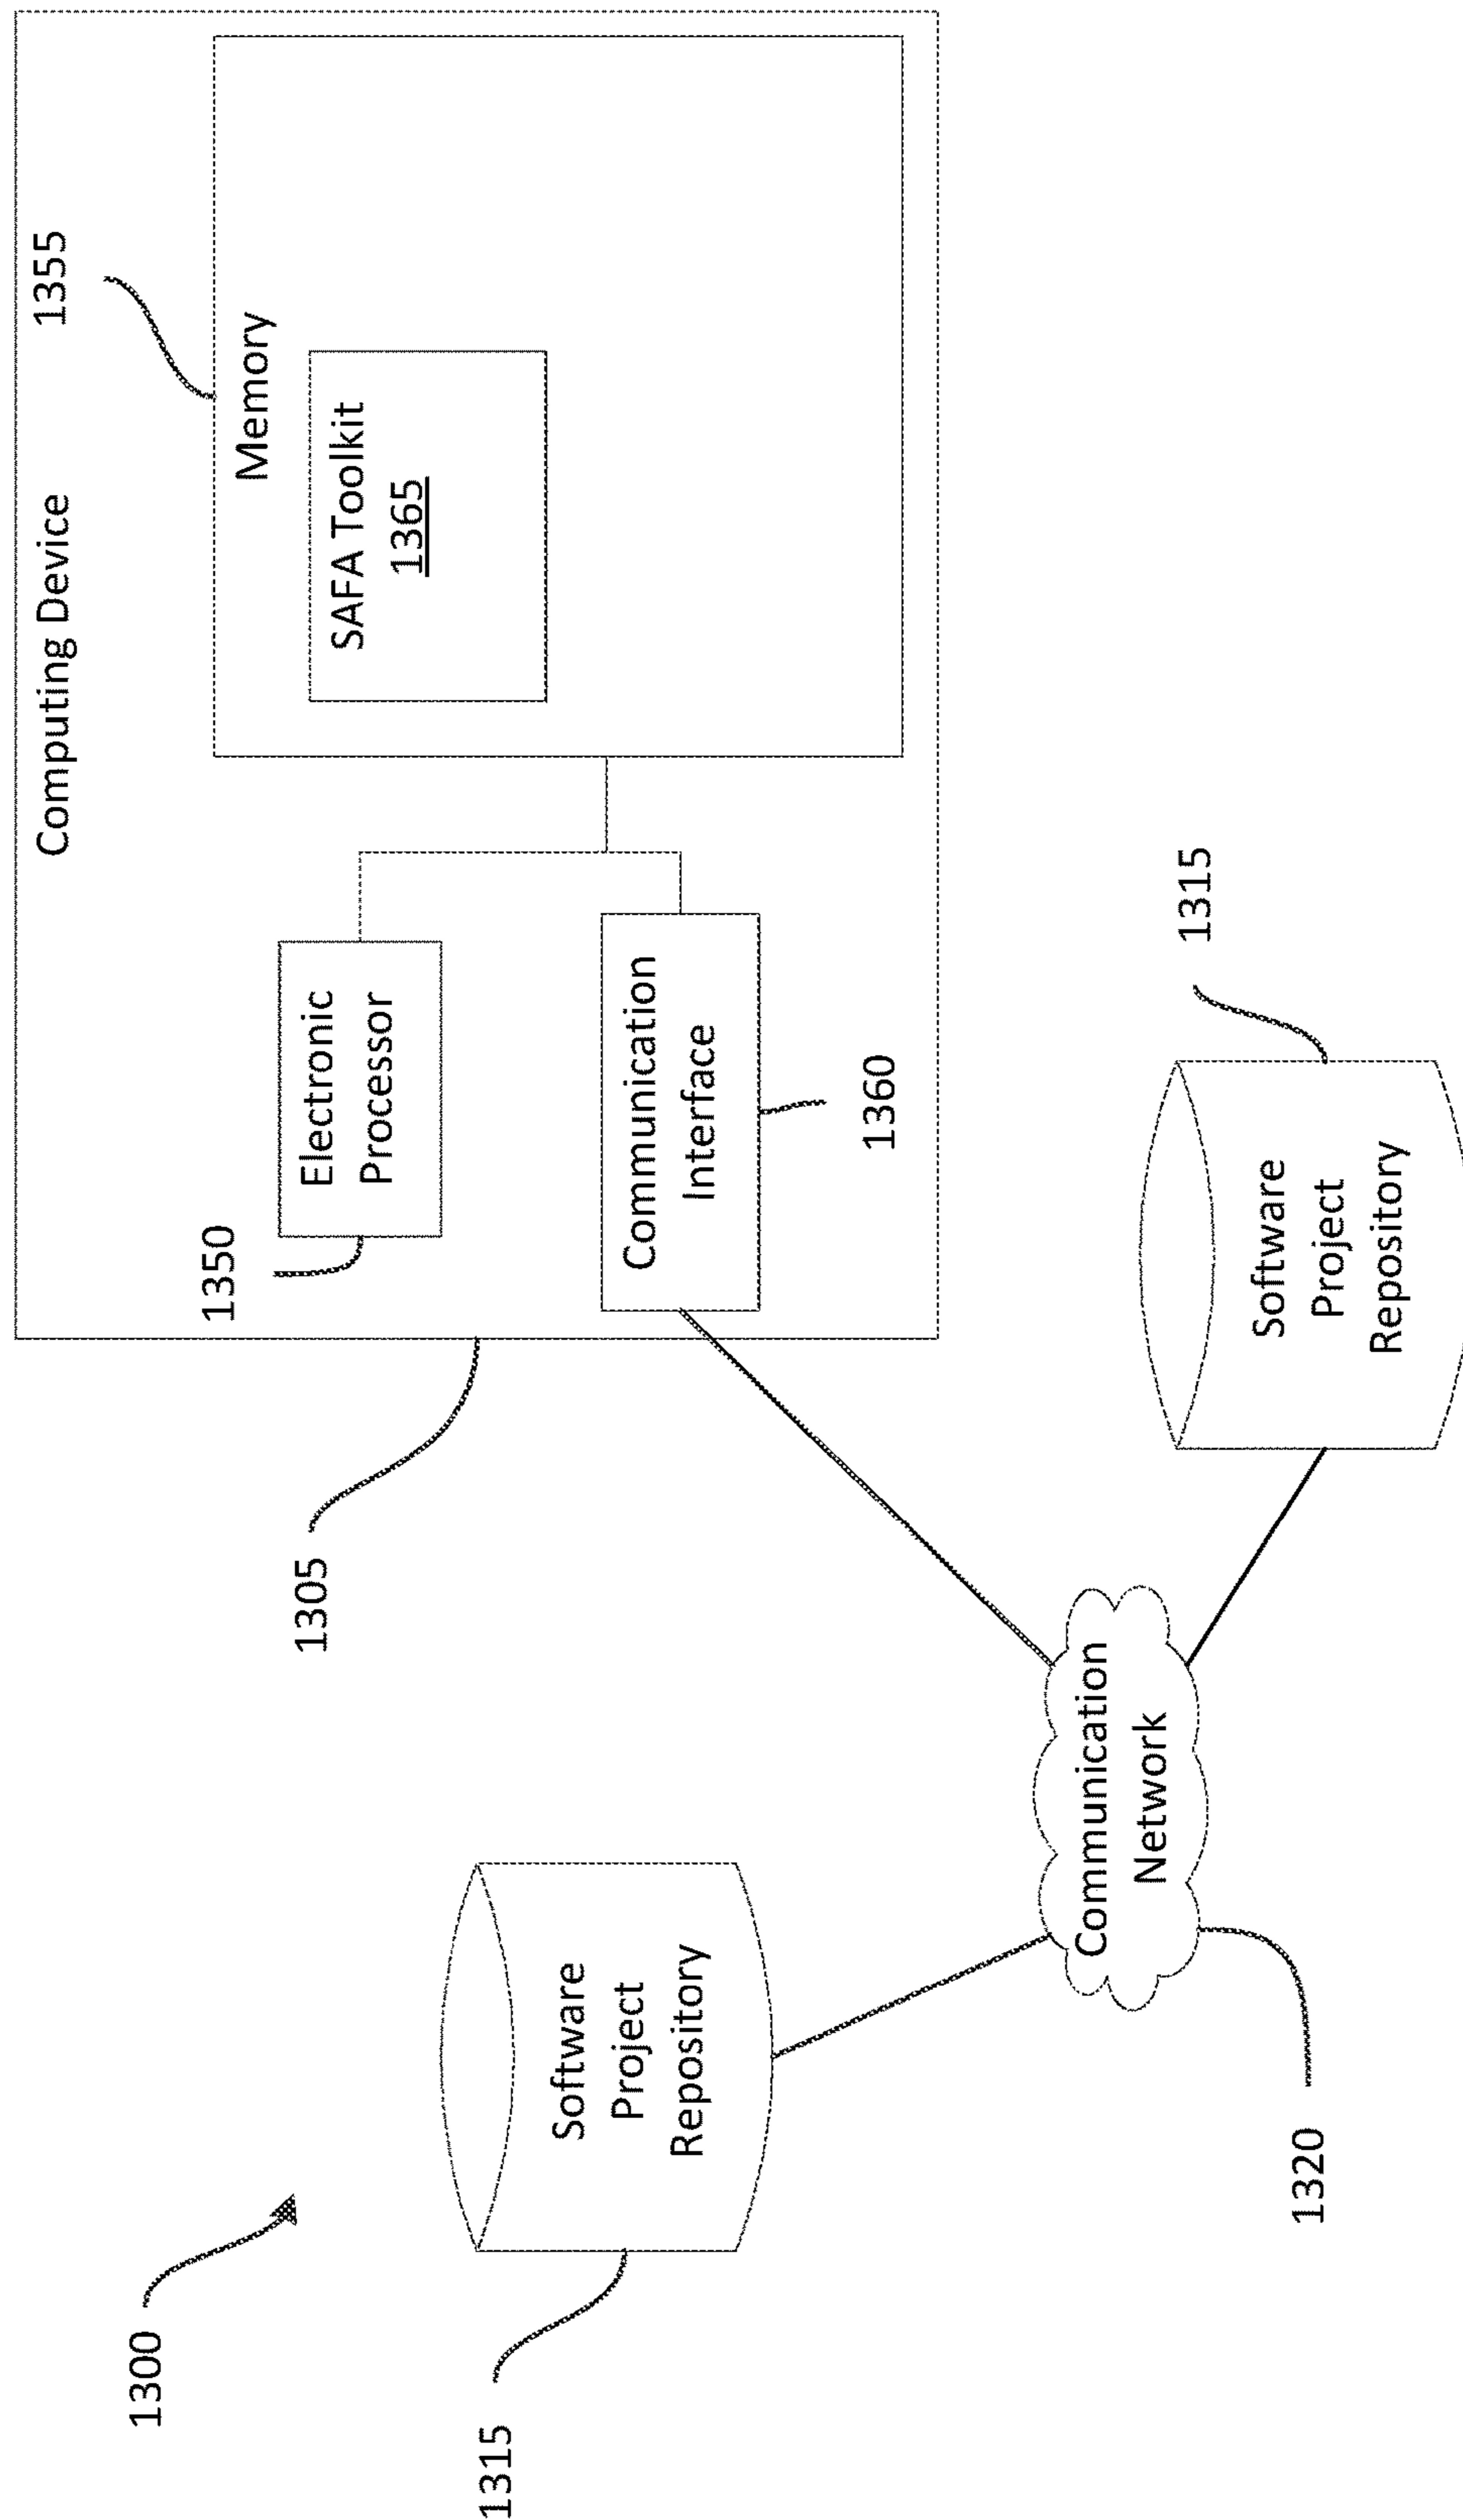 1300
1315
Software
Project
Repository
1320
Communication
Network
1305
Computing Device
1350
Electronic
Processor
Communication
Interface
1360
Memory
1355
SAFA Toolkit
1365
Software
Project
Repository
1315